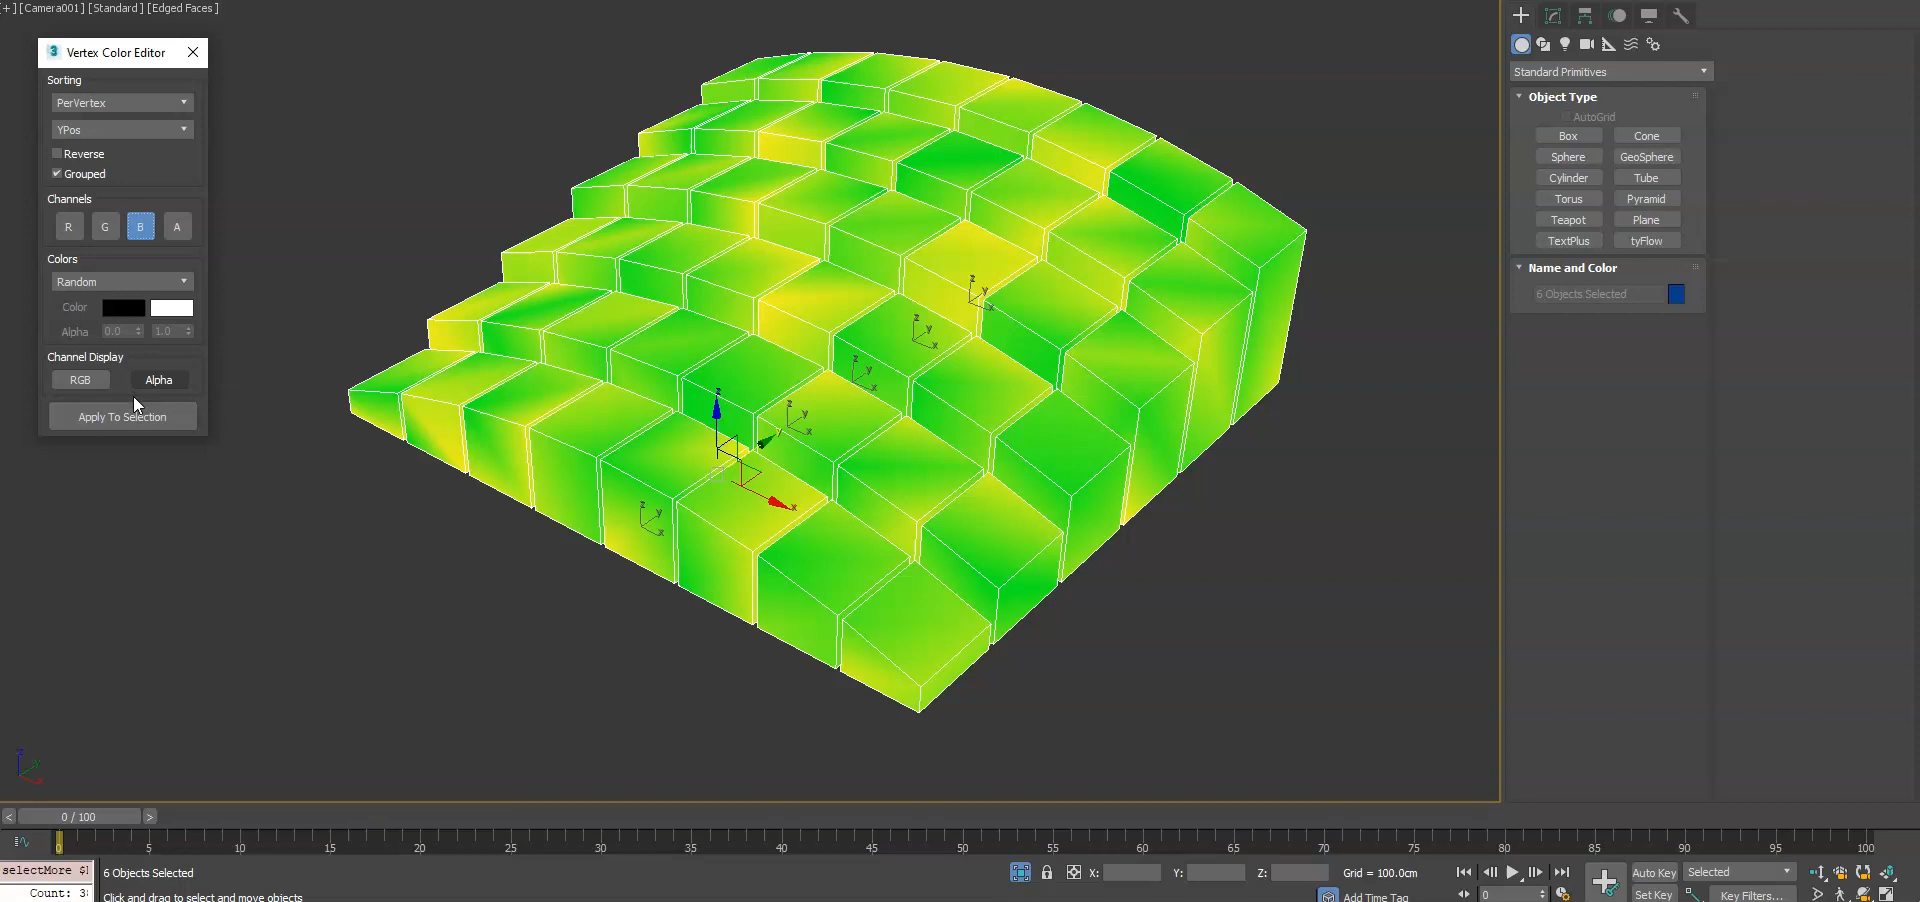 + ] [Camera001 ] [Standard ] [Edged Faces ]
3 Vertex Color Editor
Sorting
PerVertex
YPos
Reverse
Grouped
Channels
R G B A
Colors
Random
Color
Alpha 0.0 1.0
Channel Display
RGB Alpha
Apply To Selection
z
y
x
z
y
x
z
y
x
z
y
x
z
y
x
z
y
x
z
y
x
Standard Primitives
Object Type
AutoGrid
Box Cone
Sphere GeoSphere
Cylinder Tube
Torus Pyramid
Teapot Plane
TextPlus tyFlow
Name and Color
6 Objects Selected
< 0 / 100 >
0 5 10 15 20 25 30 35 40 45 50 55 60 65 70 75 80 85 90 95 100
selectMore $
Count: 3
6 Objects Selected
Click and drag to select and move objects
X: Y: Z: Grid = 100.0cm
Add Time Tag
0
Auto Key Selected
Set Key Key Filters...